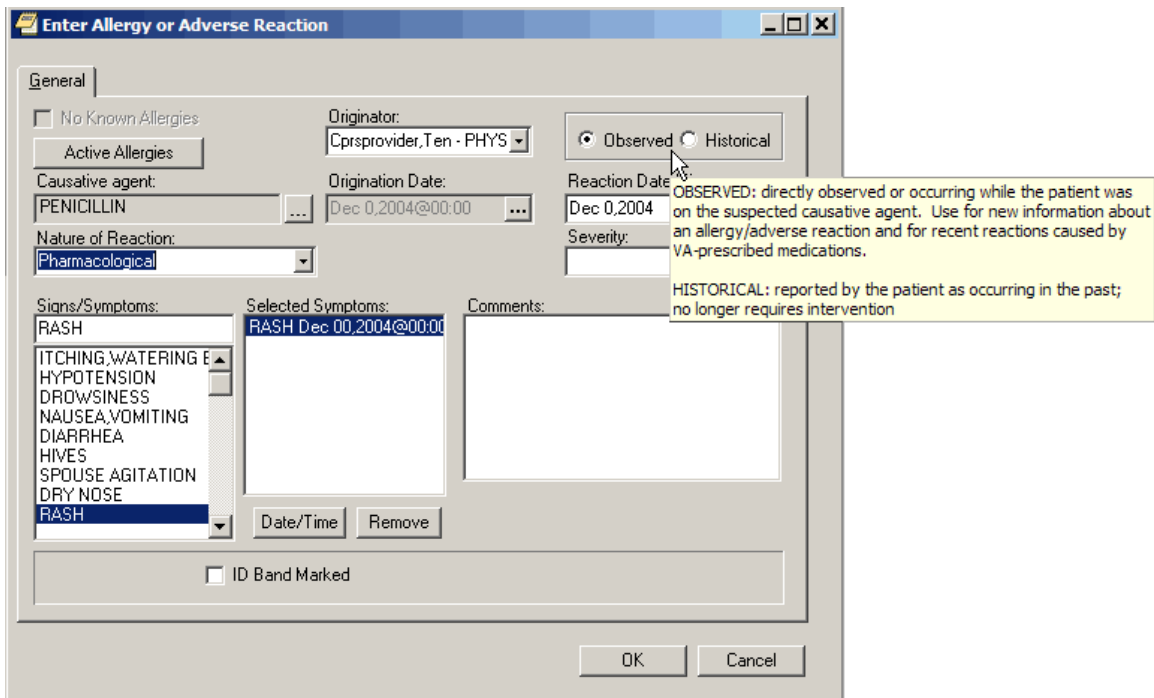 Enter Allergy or Adverse Reaction
General
No Known Allergies
Active Allergies
Originator:
Cprsprovider,Ten - PHYS
Observed
Historical
Causative agent:
PENICILLIN
...
Origination Date:
Dec 0,2004@00:00
...
Reaction Date
Dec 0,2004
OBSERVED: directly observed or occurring while the patient was
on the suspected causative agent. Use for new information about
an allergy/adverse reaction and for recent reactions caused by
VA-prescribed medications.
HISTORICAL: reported by the patient as occurring in the past;
no longer requires intervention
Nature of Reaction:
Pharmacological
Severity:
Signs/Symptoms:
RASH
ITCHING,WATERING E
HYPOTENSION
DROWSINESS
NAUSEA,VOMITING
DIARRHEA
HIVES
SPOUSE AGITATION
DRY NOSE
RASH
Selected Symptoms:
RASH Dec 00,2004@00:00
Comments:
Date/Time
Remove
ID Band Marked
OK
Cancel